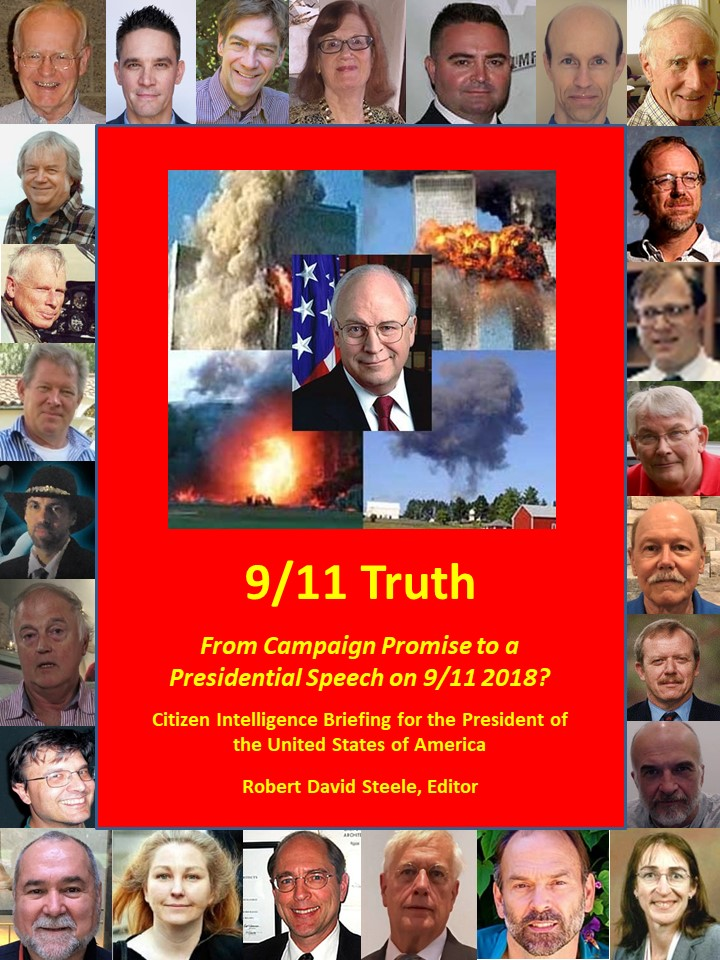 9/11 Truth
From Campaign Promise to a
Presidential Speech on 9/11 2018?
Citizen Intelligence Briefing for the President of
the United States of America
Robert David Steele, Editor